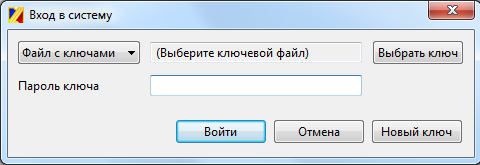 Вход в систему
Файл с ключами (Выберите ключевой файл) Выбрать ключ
Пароль ключа
Войти Отмена Новый ключ